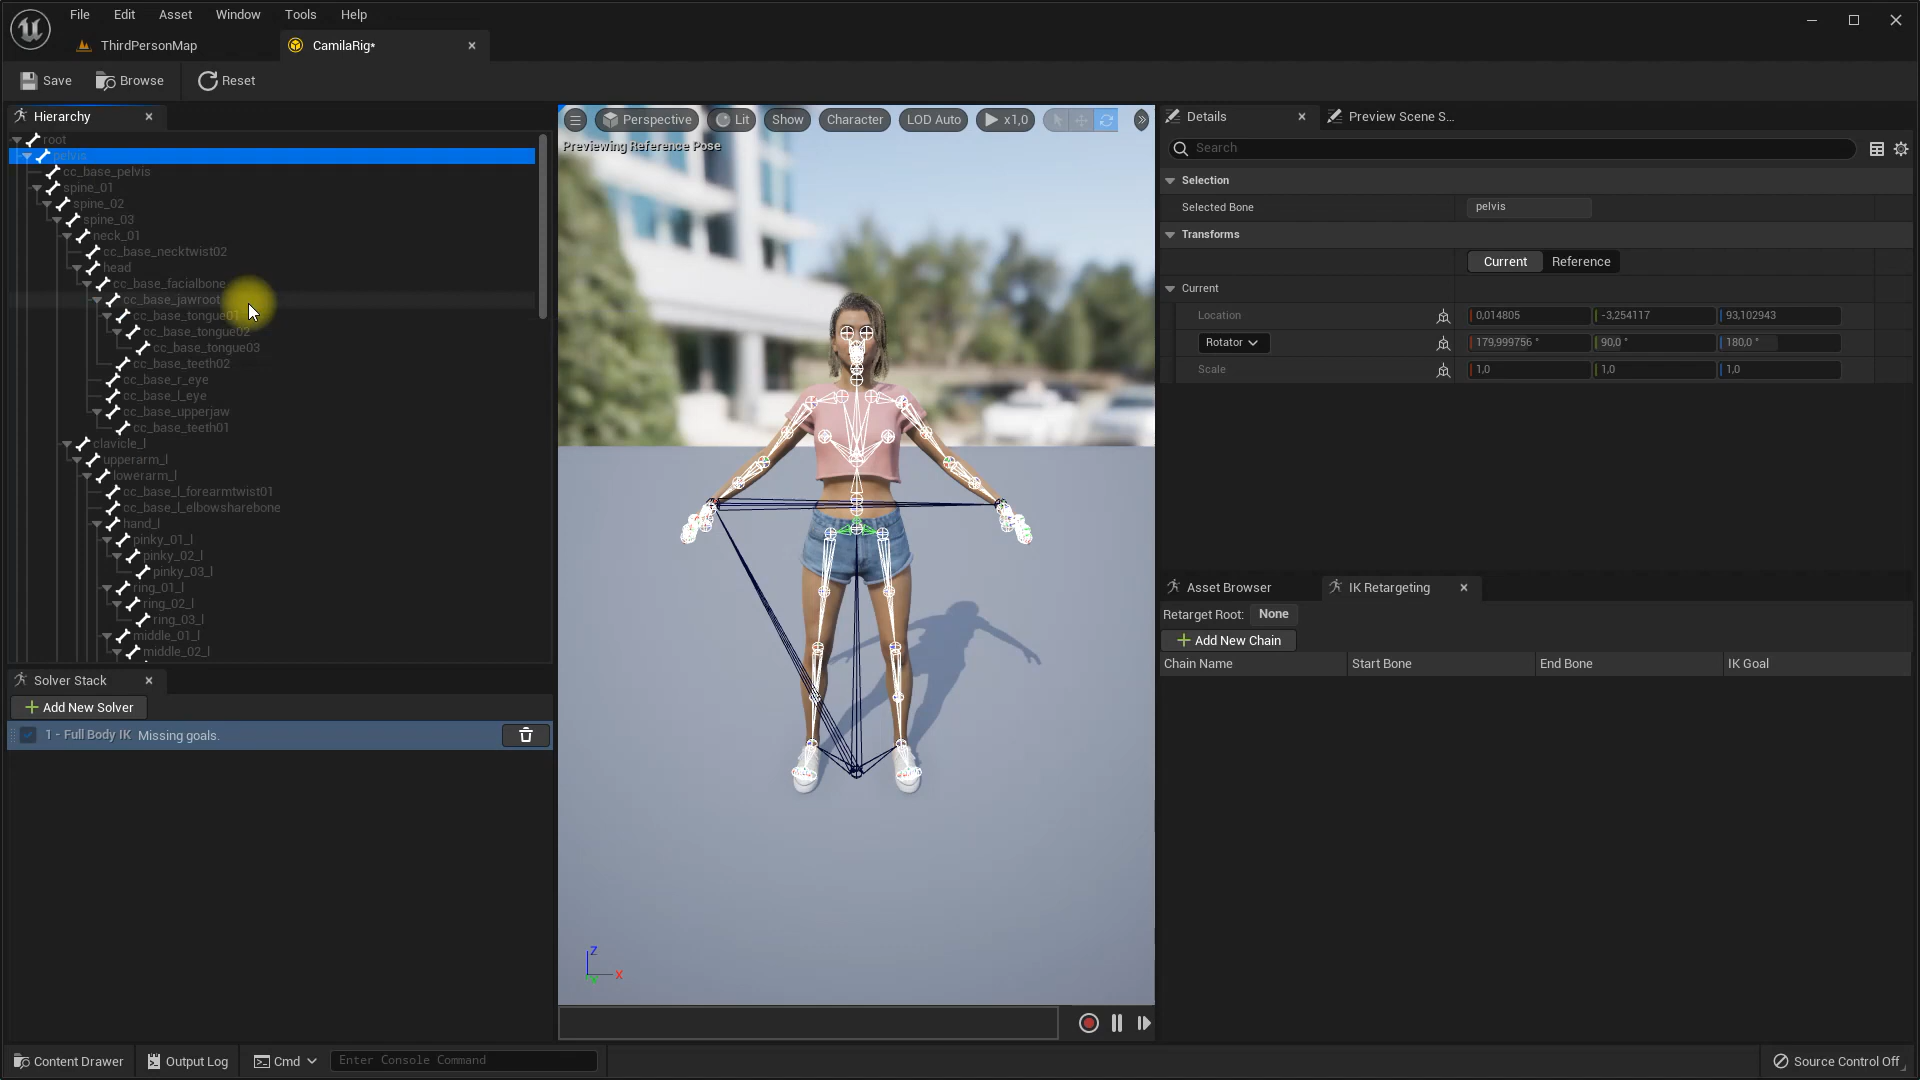 File Edit Asset Window Tools Help
ThirdPersonMap
CamilaRig*
Save Browse Reset
Hierarchy
root
pelvis
cc_base_pelvis
spine_01
spine_02
spine_03
neck_01
cc_base_necktwist02
head
cc_base_facialbone
cc_base_jawroot
cc_base_tongue01
cc_base_tongue02
cc_base_tongue03
cc_base_teeth02
cc_base_r_eye
cc_base_l_eye
cc_base_upperjaw
cc_base_teeth01
clavicle_l
upperarm_l
lowerarm_l
cc_base_l_forearmtwist01
cc_base_l_elbowsharebone
hand_l
pinky_01_l
pinky_02_l
pinky_03_l
ring_01_l
ring_02_l
ring_03_l
middle_01_l
middle_02_l
Solver Stack
Add New Solver
1 - Full Body IK Missing goals.
Perspective Lit Show Character LOD Auto x1,0
Previewing Reference Pose
Z
X
Details
Preview Scene S...
Search
Selection
Selected Bone pelvis
Transforms
Current Reference
Current
Location 0,014805 -3,254117 93,102943
Rotator 179,999756 ° 90,0 ° 180,0 °
Scale 1,0 1,0 1,0
Asset Browser
IK Retargeting
Retarget Root: None
Add New Chain
Chain Name Start Bone End Bone IK Goal
Content Drawer Output Log Cmd Enter Console Command Source Control Off